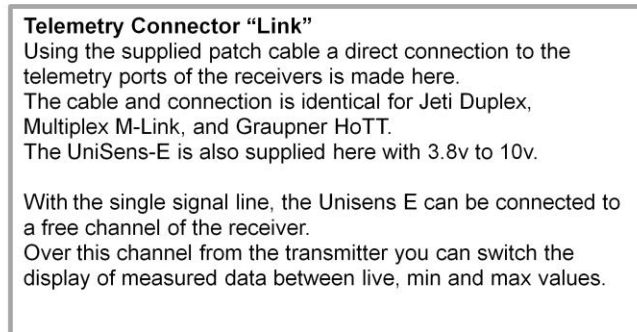 Telemetry Connector “Link”
Using the supplied patch cable a direct connection to the
telemetry ports of the receivers is made here.
The cable and connection is identical for Jeti Duplex,
Multiplex M-Link, and Graupner HoTT.
The UniSens-E is also supplied here with 3.8v to 10v.
With the single signal line, the Unisens E can be connected to
a free channel of the receiver.
Over this channel from the transmitter you can switch the
display of measured data between live, min and max values.